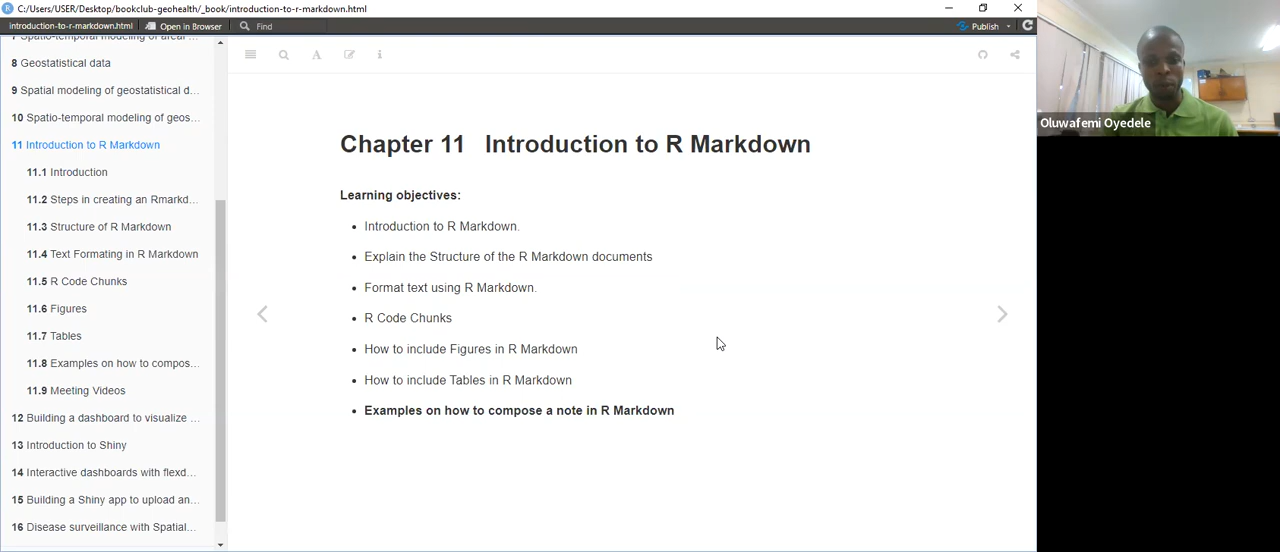 C:/Users/USER/Desktop/bookclub-geohealth/_book/introduction-to-r-markdown.html
introduction-to-r-markdown.html
Open in Browser
Find
Publish
7 Spatio-temporal modeling of areal ...
8 Geostatistical data
9 Spatial modeling of geostatistical d...
10 Spatio-temporal modeling of geos...
11 Introduction to R Markdown
11.1 Introduction
11.2 Steps in creating an Rmarkd...
11.3 Structure of R Markdown
11.4 Text Formating in R Markdown
11.5 R Code Chunks
11.6 Figures
11.7 Tables
11.8 Examples on how to compos...
11.9 Meeting Videos
12 Building a dashboard to visualize ...
13 Introduction to Shiny
14 Interactive dashboards with flexd...
15 Building a Shiny app to upload an...
16 Disease surveillance with Spatial...
Chapter 11 Introduction to R Markdown
Learning objectives:
• Introduction to R Markdown.
• Explain the Structure of the R Markdown documents
• Format text using R Markdown.
• R Code Chunks
• How to include Figures in R Markdown
• How to include Tables in R Markdown
• Examples on how to compose a note in R Markdown
Oluwafemi Oyedele